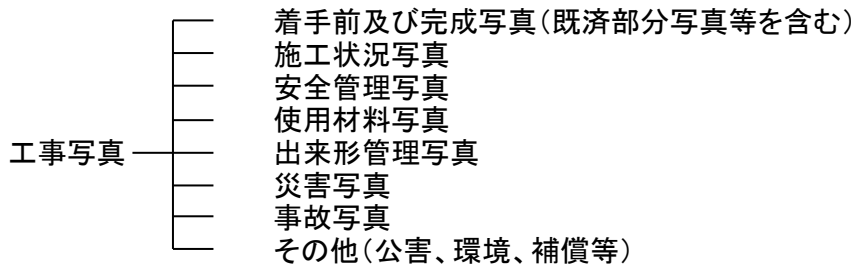 着手前及び完成写真（既済部分写真等を含む）
施工状況写真
安全管理写真
使用材料写真
工事写真 出来形管理写真
災害写真
事故写真
その他（公害、環境、補償等）